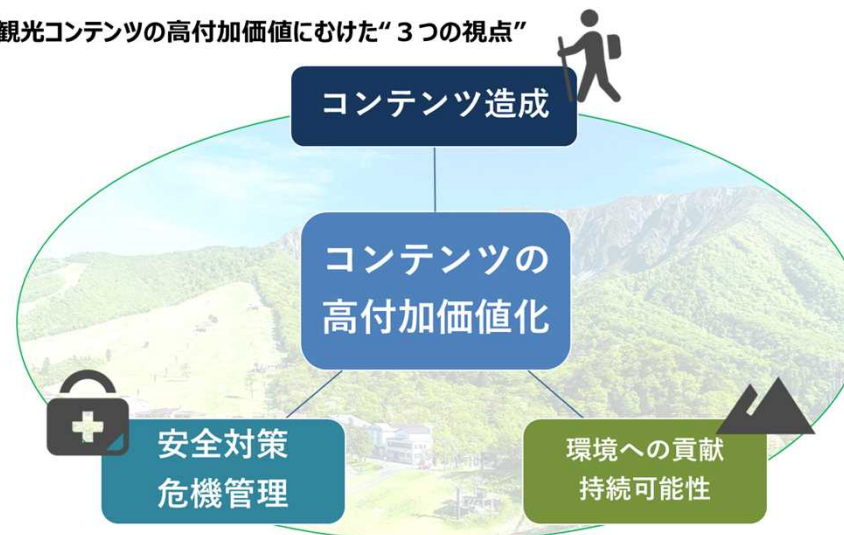 観光コンテンツの高付加価値にむけた“３つの視点”
コンテンツ造成
コンテンツの
高付加価値化
安全対策
危機管理
環境への貢献
持続可能性